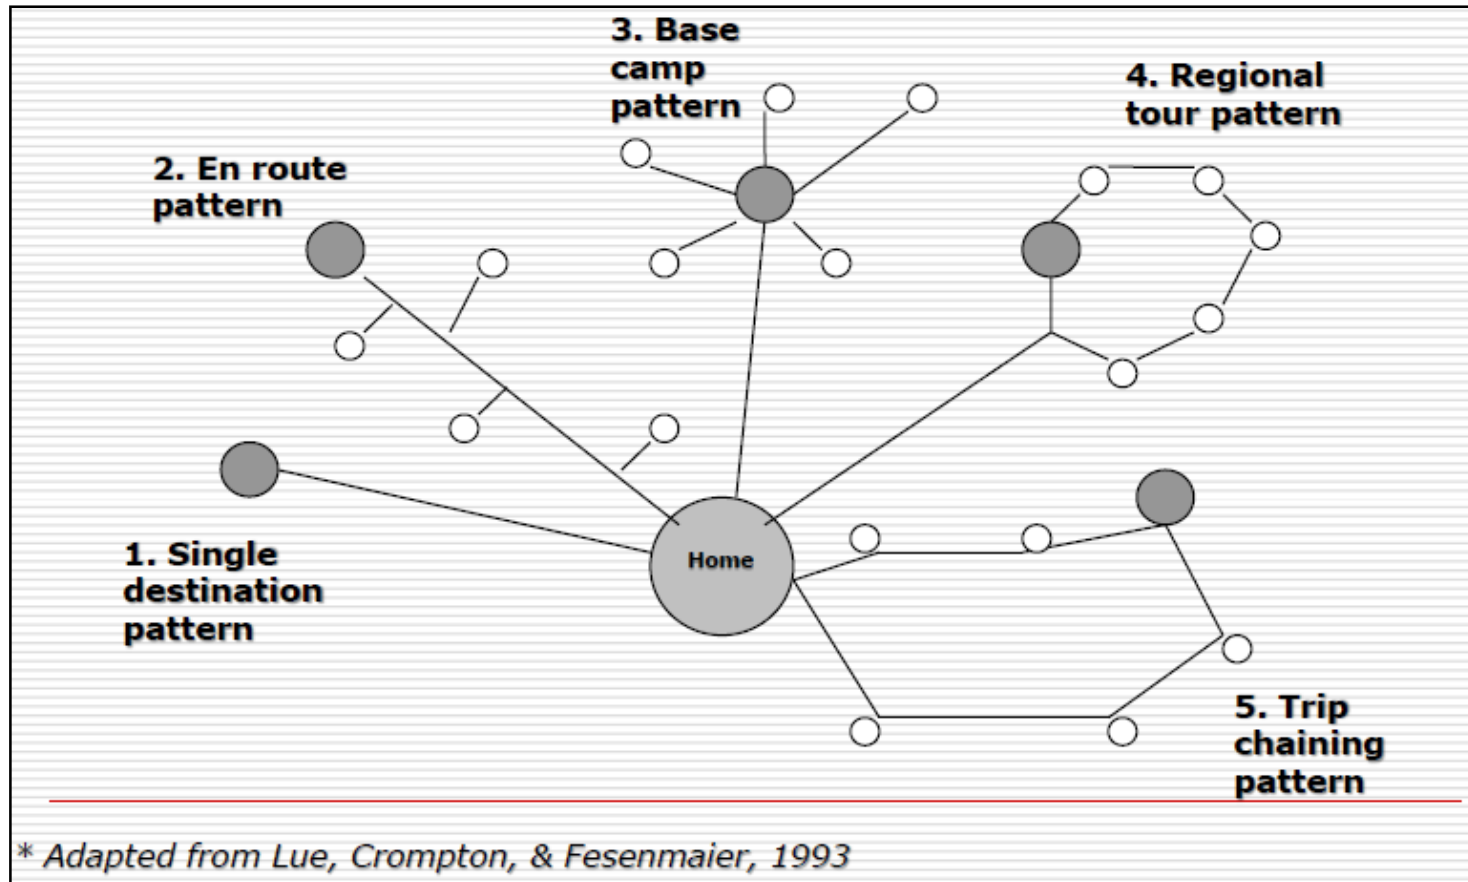 3. Base
camp
pattern
4. Regional
tour pattern
2. En route
pattern
1. Single
destination
pattern
Home
5. Trip
chaining
pattern
* Adapted from Lue, Crompton, & Fesenmaier, 1993